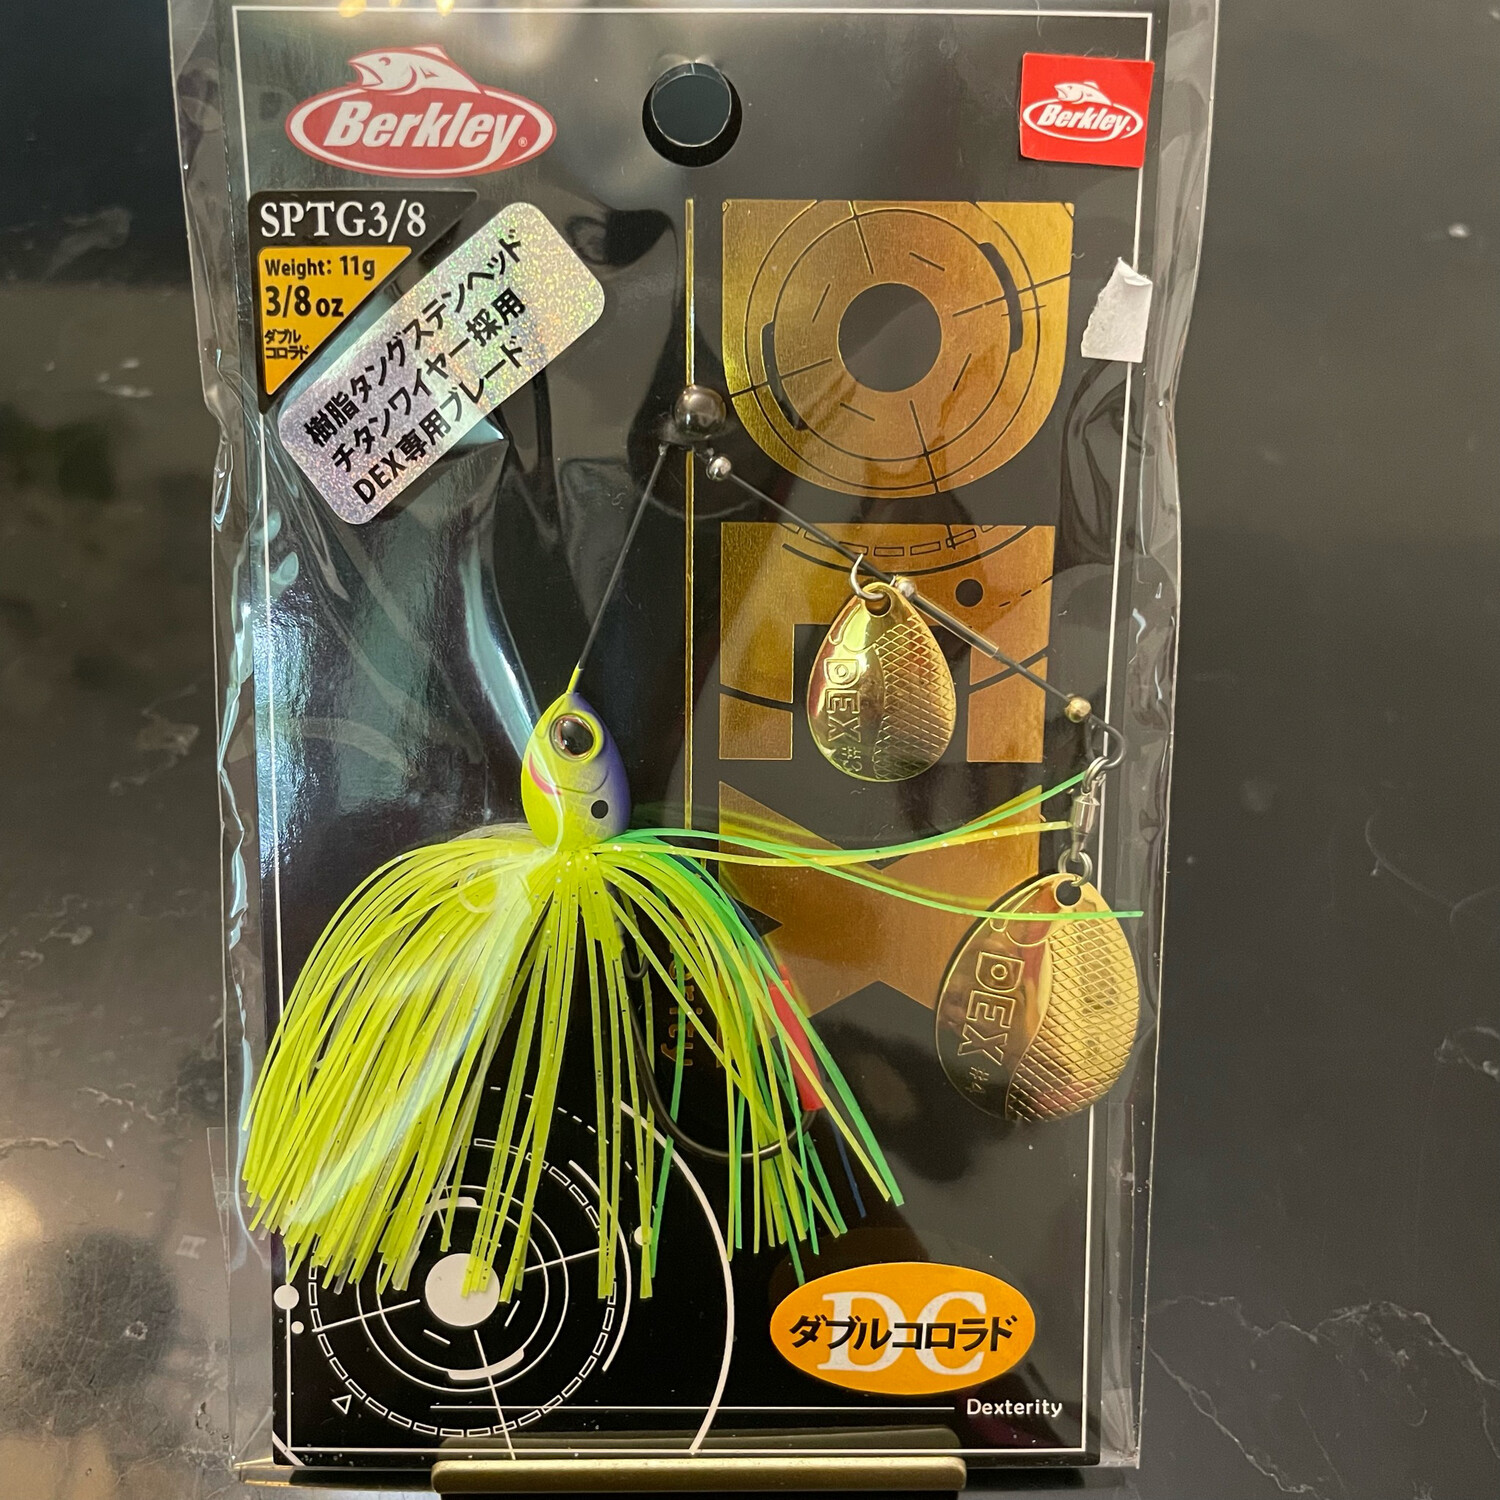 Berkley®
Berkley®
SPTG3/8
Weight: 11g
3/8 oz
ダブル
コロラド
樹脂タングステンヘッド
チタンワイヤー採用
DEX専用ブレード
DEX
DEX #3
DEX #4
DC
ダブルコロラド
Dexterity